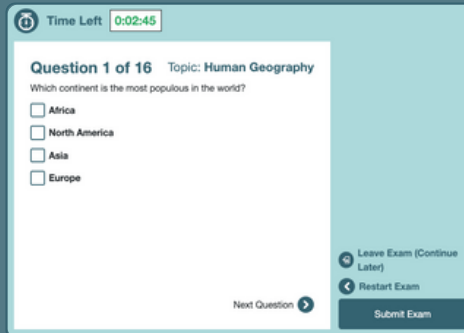 Time Left 0:02:45
Question 1 of 16 Topic: Human Geography
Which continent is the most populous in the world?
Africa
North America
Asia
Europe
Next Question
Leave Exam (Continue
Later)
Restart Exam
Submit Exam